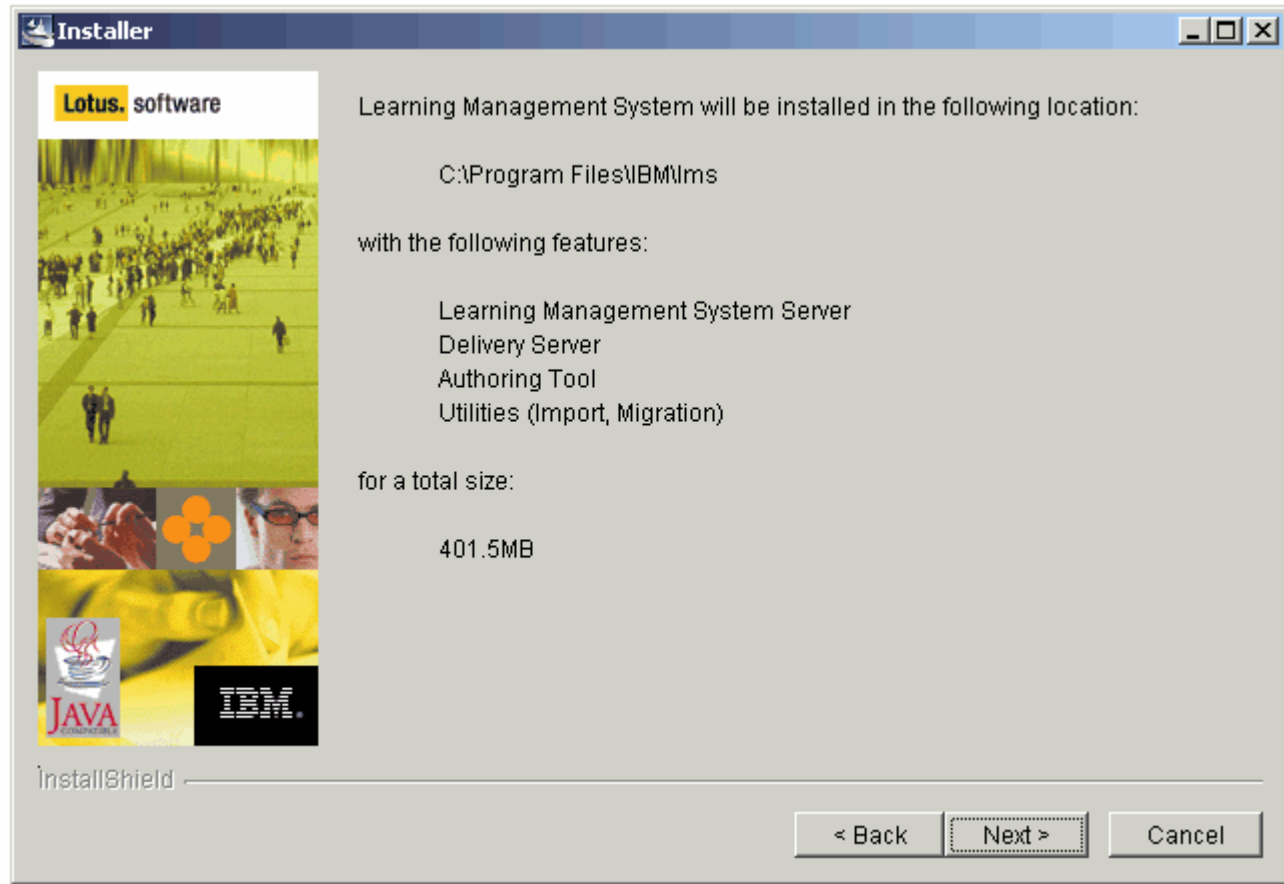 Installer
Lotus. software
Learning Management System will be installed in the following location:
C:\Program Files\IBM\lms
with the following features:
Learning Management System Server
Delivery Server
Authoring Tool
Utilities (Import, Migration)
for a total size:
401.5MB
JAVA
COMPATIBLE
IBM.
InstallShield
< Back
Next >
Cancel